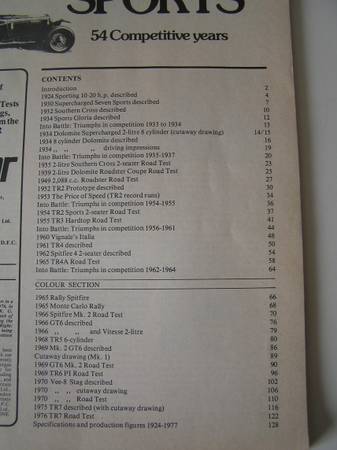 SPORTS
54 Competitive years
CONTENTS
Introduction 2
1924 Sporting 10-20 h.p. described 4
1930 Supercharged Seven Sports described 7
1932 Southern Cross described 10
1934 Sports Gloria described 12
Into Battle: Triumphs in competition 1933 to 1934 13
1934 Dolomite Supercharged 2-litre 8 cylinder (cutaway drawing) 14/15
1934 8 cylinder Dolomite described 16
1934 ,, ,, ,, driving impressions 19
Into Battle: Triumphs in competition 1935-1937 20
1935 2-litre Southern Cross 2-seater Road Test 23
1939 2-litre Dolomite Roadster Coupe Road Test 25
1949 2,088 c.c. Roadster Road Test 27
1952 TR2 Prototype described 30
1953 The Price of Speed (TR2 record runs) 34
Into Battle: Triumphs in competition 1954-1955 36
1954 TR2 Sports 2-seater Road Test 37
1955 TR3 Hardtop Road Test 41
Into Battle: Triumphs in competition 1956-1961 44
1960 Vignale's Italia 48
1961 TR4 described 50
1962 Spitfire 4 2-seater described 54
1965 TR4A Road Test 58
Into Battle: Triumphs in competition 1962-1964 64
COLOUR SECTION
1965 Rally Spitfire 66
1965 Monte Carlo Rally 68
1966 Spitfire Mk. 2 Road Test 70
1966 GT6 described 76
1966 ,, ,, and Vitesse 2-litre 79
1968 TR5 6-cylinder 80
1969 Mk. 2 GT6 described 86
Cutaway drawing (Mk. 1) 89
1969 GT6 Mk. 2 Road Test 90
1969 TR6 PI Road Test 96
1970 Vee-8 Stag described 102
1970 ,, ,, cutaway drawing 106
1970 ,, ,, Road Test 110
1975 TR7 described (with cutaway drawing) 116
1976 TR7 Road Test 122
Specifications and production figures 1924-1977 128
of
Tests
Ltd.
D.F.C.